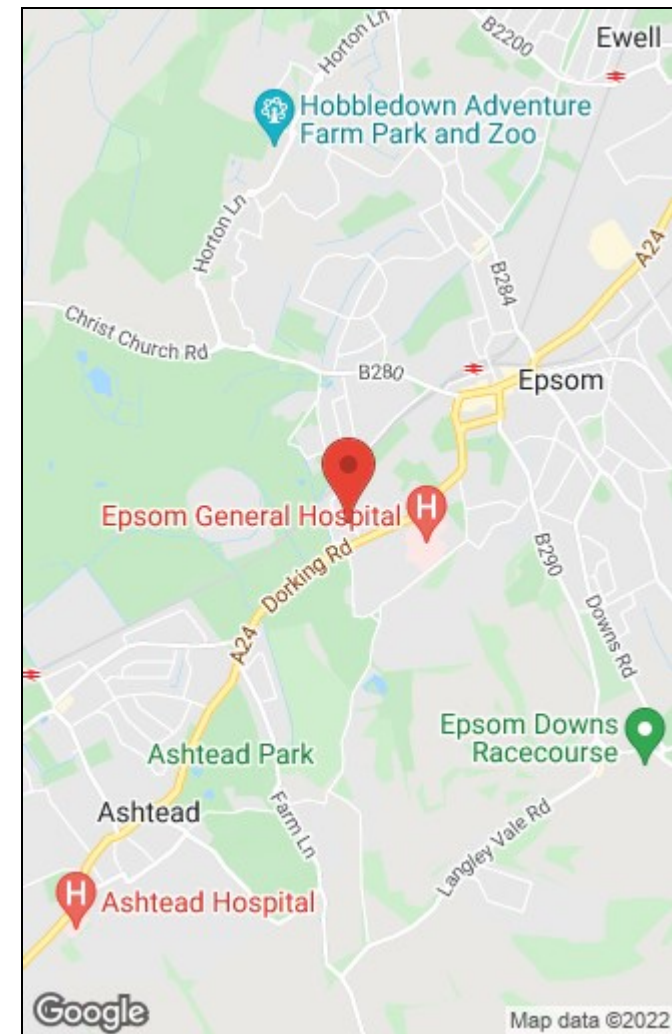 Horton Ln
B2200
Ewell
Hobbledown Adventure
Farm Park and Zoo
Horton Ln
A24
B284
Christ Church Rd
B280
Epsom
H
Epsom General Hospital
Dorking Rd
B290
Downs Rd
A24
Epsom Downs
Racecourse
Ashtead Park
Farm Ln
Ashtead
Langley Vale Rd
H
Ashtead Hospital
Google
Map data ©2022